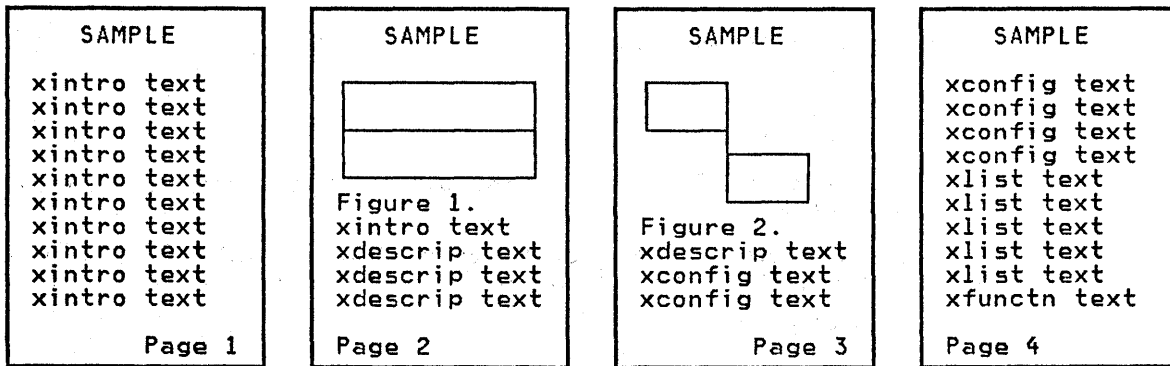 SAMPLE
xintro text
xintro text
xintro text
xintro text
xintro text
xintro text
xintro text
xintro text
xintro text
xintro text
Page 1
SAMPLE
Figure 1.
xintro text
xdescrip text
xdescrip text
xdescrip text
Page 2
SAMPLE
Figure 2.
xdescrip text
xconfig text
xconfig text
Page 3
SAMPLE
xconfig text
xconfig text
xconfig text
xconfig text
xlist text
xlist text
xlist text
xlist text
xlist text
xfunctn text
Page 4